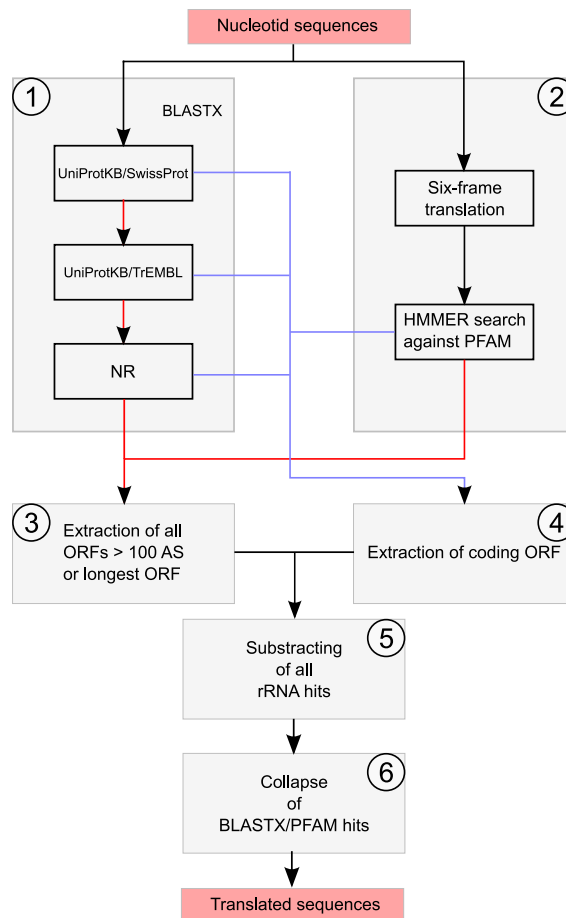 Nucleotid sequences
1
BLASTX
UniProtKB/SwissProt
UniProtKB/TrEMBL
NR
2
Six-frame
translation
HMMER search
against PFAM
3
Extraction of all
ORFs > 100 AS
or longest ORF
4
Extraction of coding ORF
5
Substracting
of all
rRNA hits
6
Collapse
of
BLASTX/PFAM hits
Translated sequences